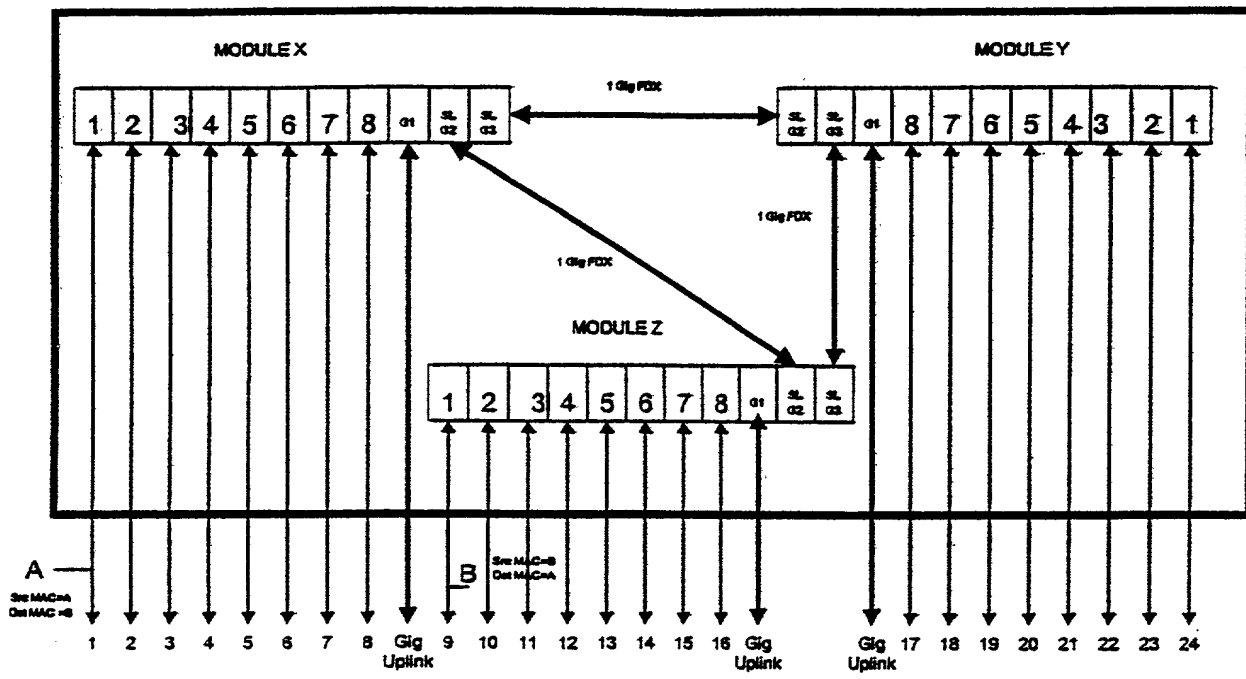 MODULE X
MODULE Y
1 Gig FDX
1 2 3 4 5 6 7 8 G1 SL G2 SL G3
SL G2 SL G3 G1 8 7 6 5 4 3 2 1
1 Gig FDX
1 Gig FDX
MODULE Z
1 2 3 4 5 6 7 8 G1 SL G2 SL G3
A
Src MAC=A
Dst MAC =B
B
Src MAC=B
Dst MAC=A
1 2 3 4 5 6 7 8 Gig Uplink 9 10 11 12 13 14 15 16 Gig Uplink Gig Uplink 17 18 19 20 21 22 23 24